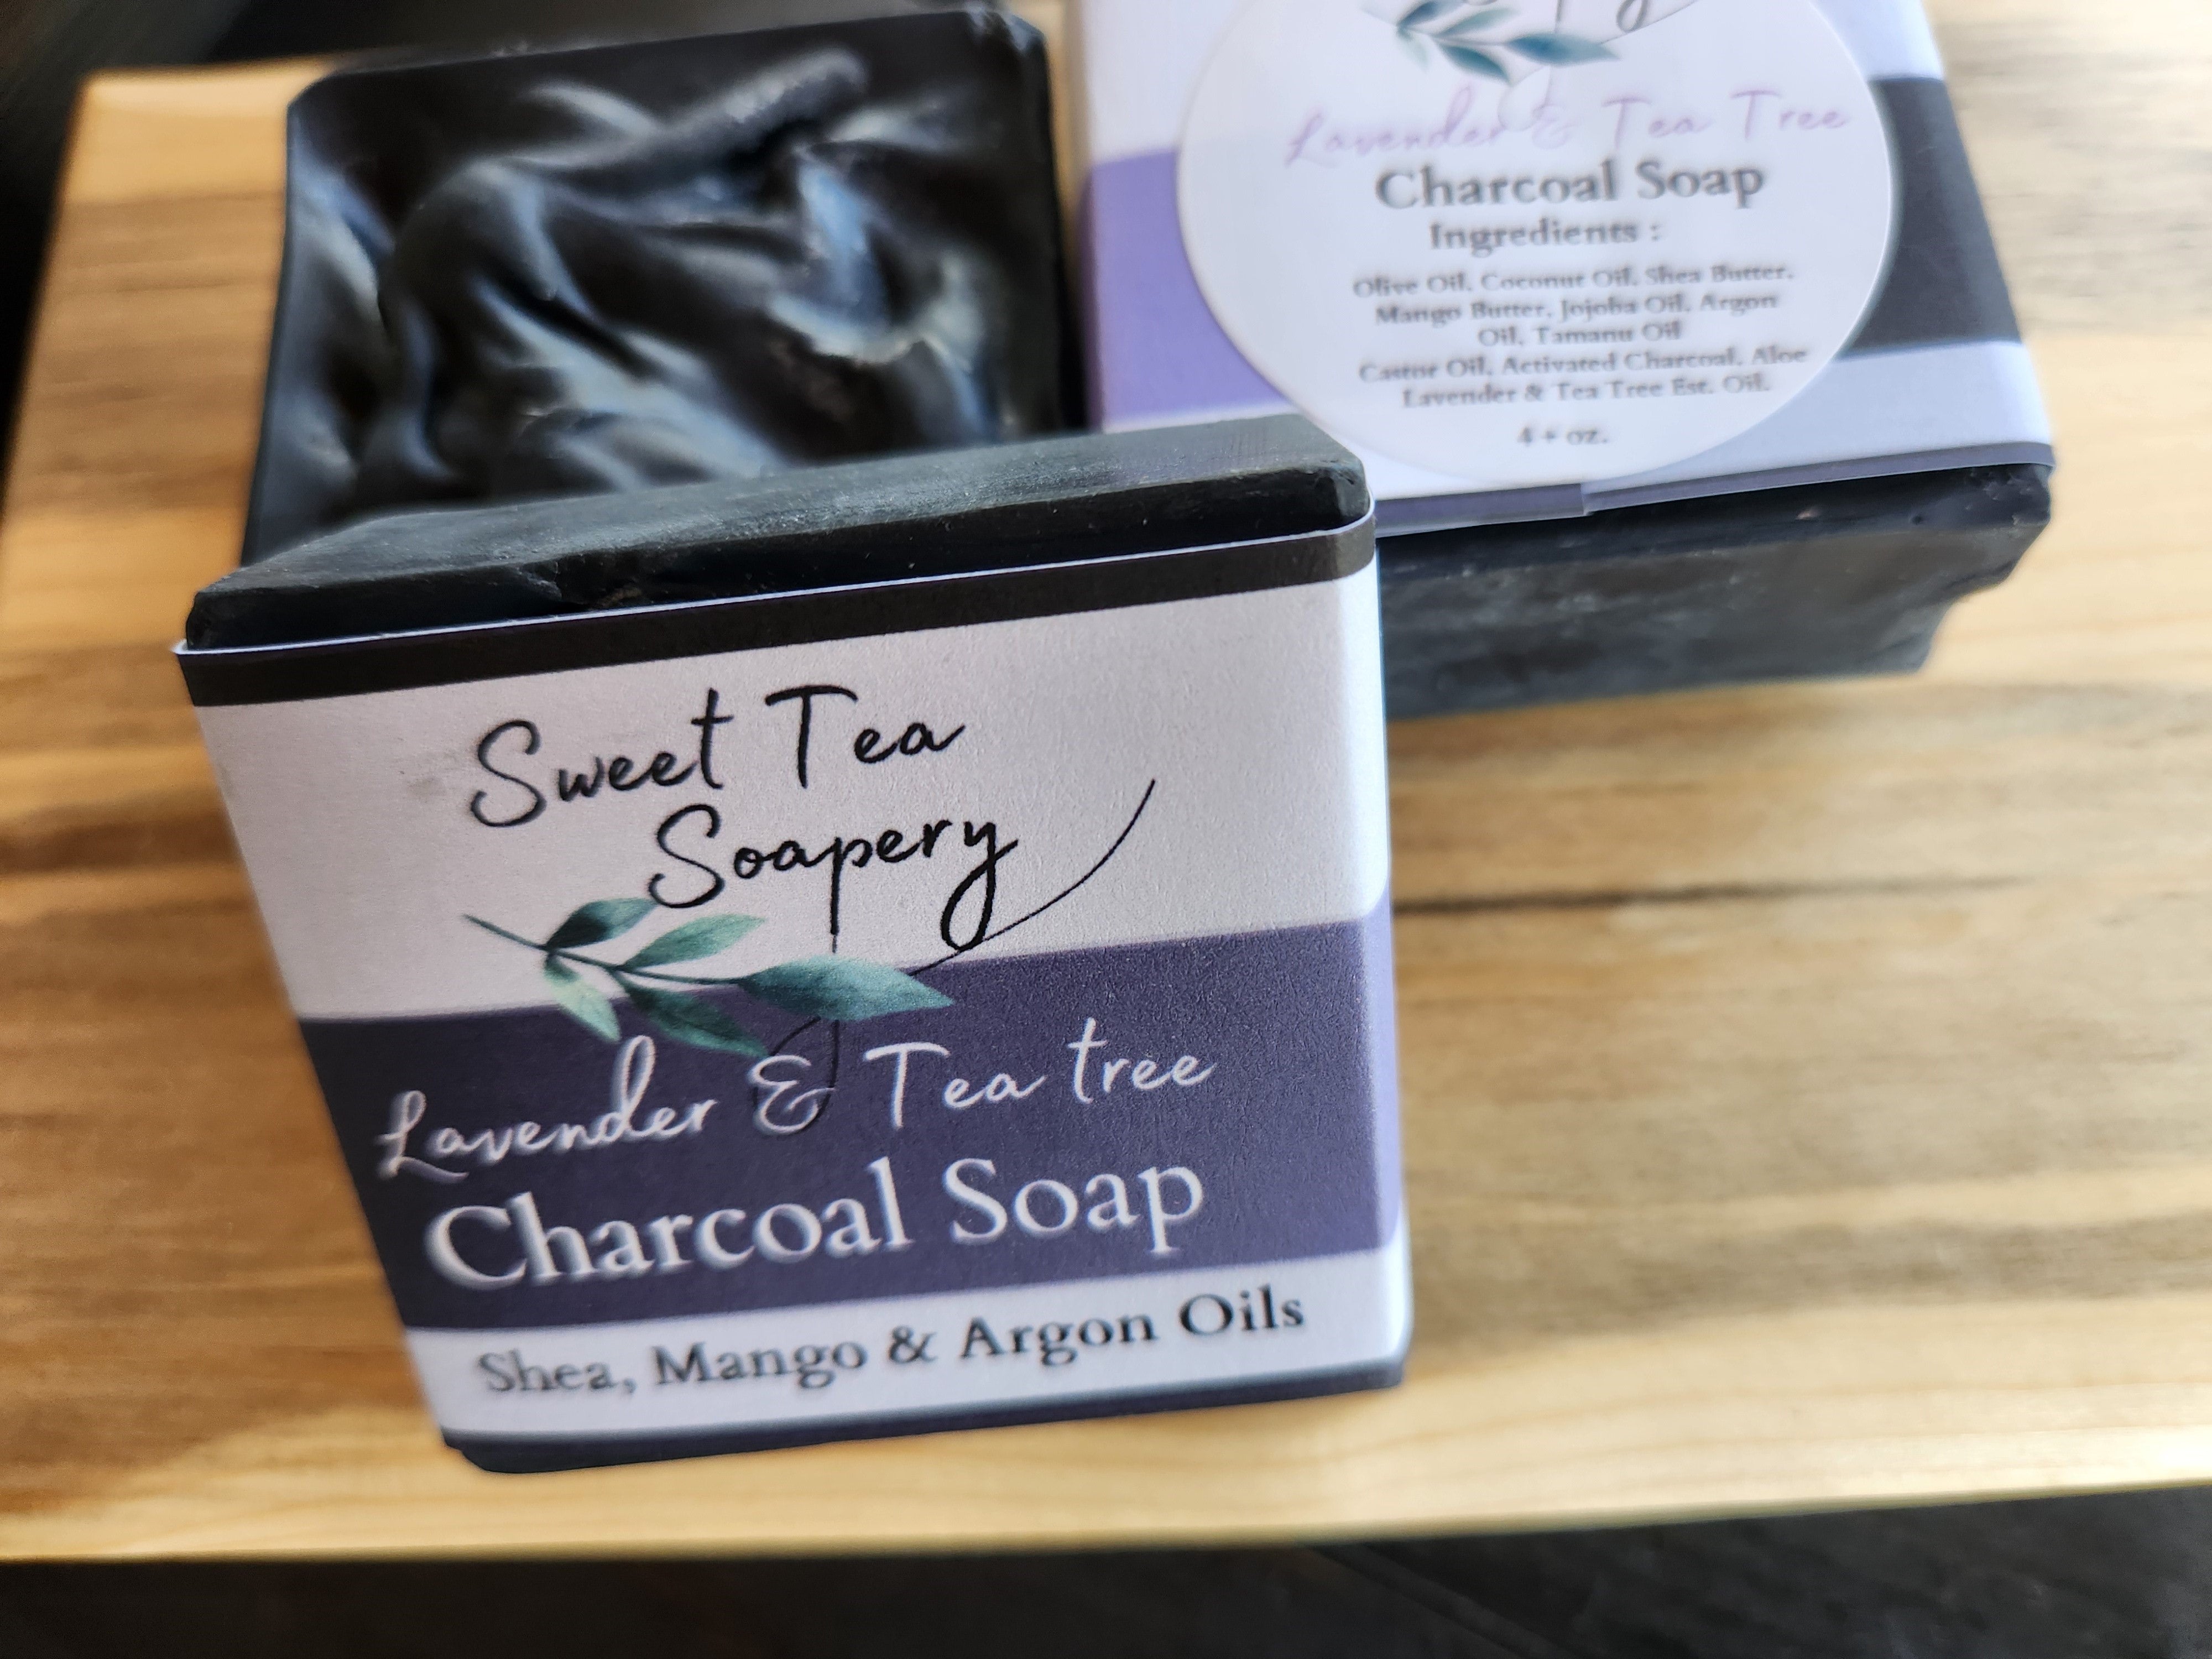 Lavender & Tea Tree
Charcoal Soap
Ingredients :
Olive Oil, Coconut Oil, Shea Butter,
Mango Butter, Jojoba Oil, Argon
Oil, Tamanu Oil
Castor Oil, Activated Charcoal, Aloe
Lavender & Tea Tree Est. Oil.
4 + oz.
Sweet Tea
Soapery
Lavender & Tea tree
Charcoal Soap
Shea, Mango & Argon Oils